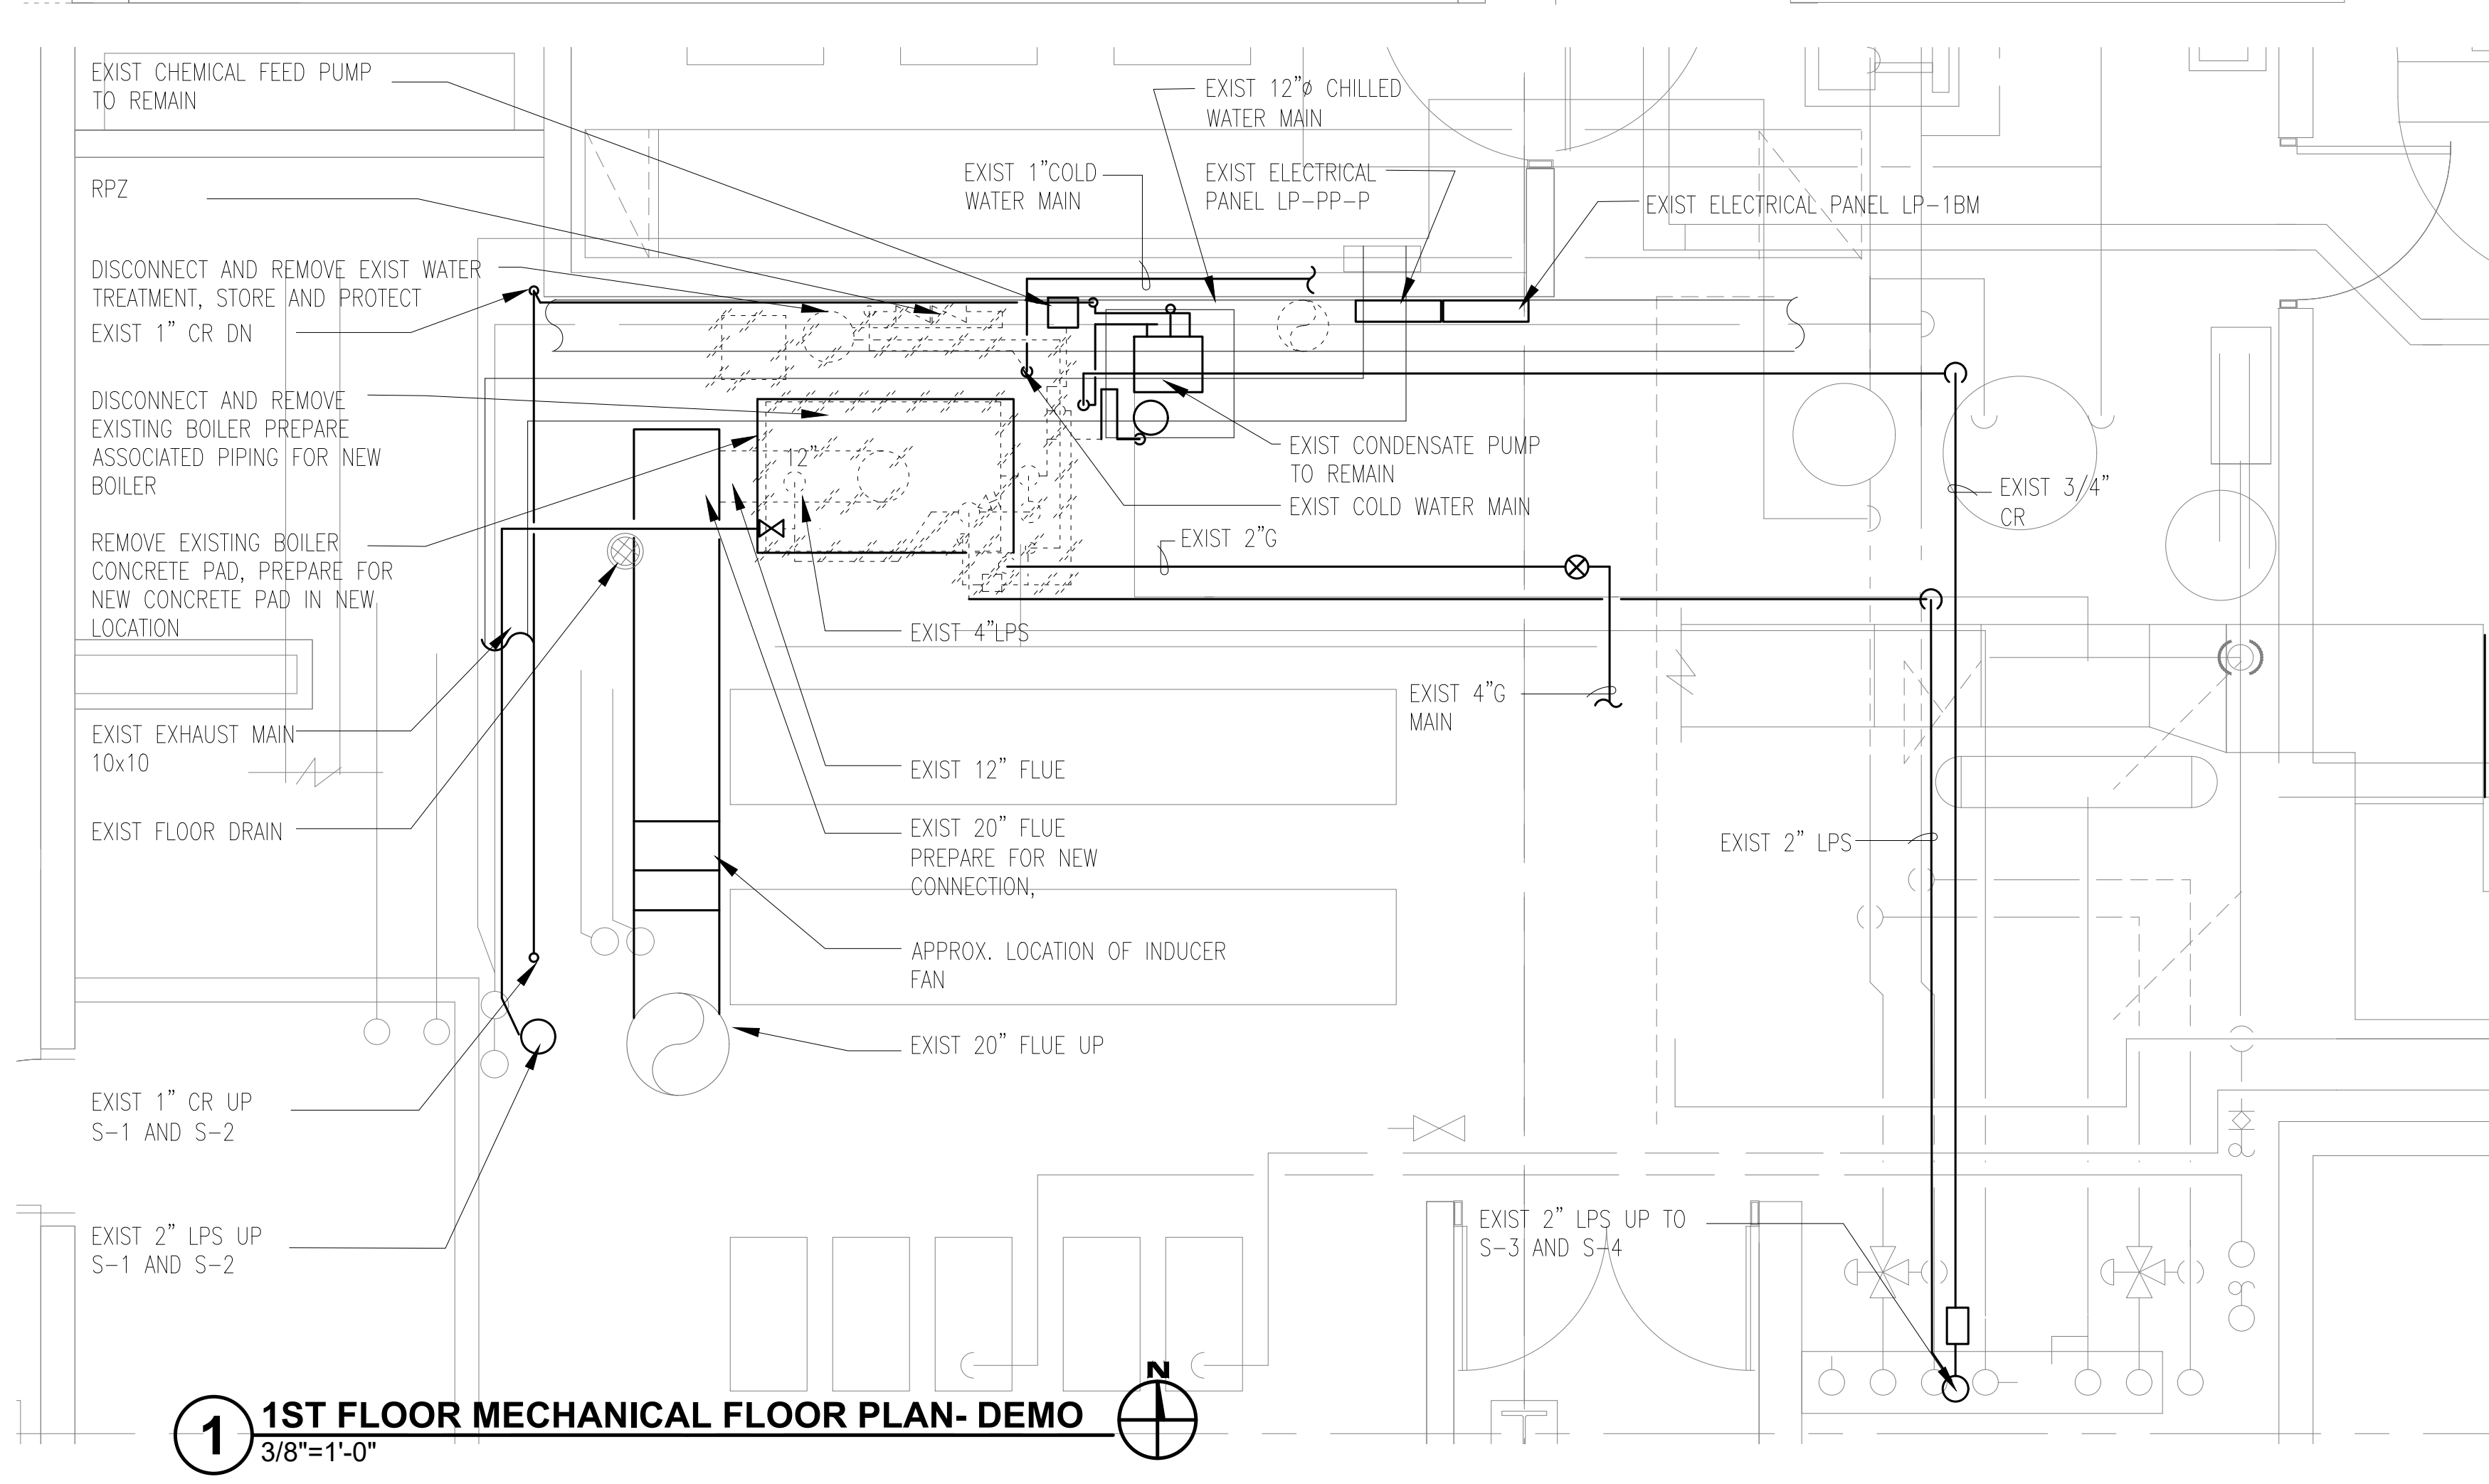 EXIST CHEMICAL FEED PUMP
TO REMAIN
RPZ
DISCONNECT AND REMOVE EXIST WATER
TREATMENT, STORE AND PROTECT
EXIST 1" CR DN
DISCONNECT AND REMOVE
EXISTING BOILER PREPARE
ASSOCIATED PIPING FOR NEW
BOILER
REMOVE EXISTING BOILER
CONCRETE PAD, PREPARE FOR
NEW CONCRETE PAD IN NEW
LOCATION
EXIST EXHAUST MAIN
10x10
EXIST FLOOR DRAIN
EXIST 1" CR UP
S-1 AND S-2
EXIST 2" LPS UP
S-1 AND S-2
EXIST 12"ø CHILLED
WATER MAIN
EXIST 1"COLD
WATER MAIN
EXIST ELECTRICAL
PANEL LP-PP-P
EXIST ELECTRICAL PANEL LP-1BM
12"
EXIST CONDENSATE PUMP
TO REMAIN
EXIST COLD WATER MAIN
EXIST 2"G
EXIST 3/4"
CR
EXIST 4"LPS
EXIST 4"G
MAIN
EXIST 12" FLUE
EXIST 20" FLUE
PREPARE FOR NEW
CONNECTION,
EXIST 2" LPS
APPROX. LOCATION OF INDUCER
FAN
EXIST 20" FLUE UP
EXIST 2" LPS UP TO
S-3 AND S-4
N
1
1ST FLOOR MECHANICAL FLOOR PLAN- DEMO
3/8"=1'-0"